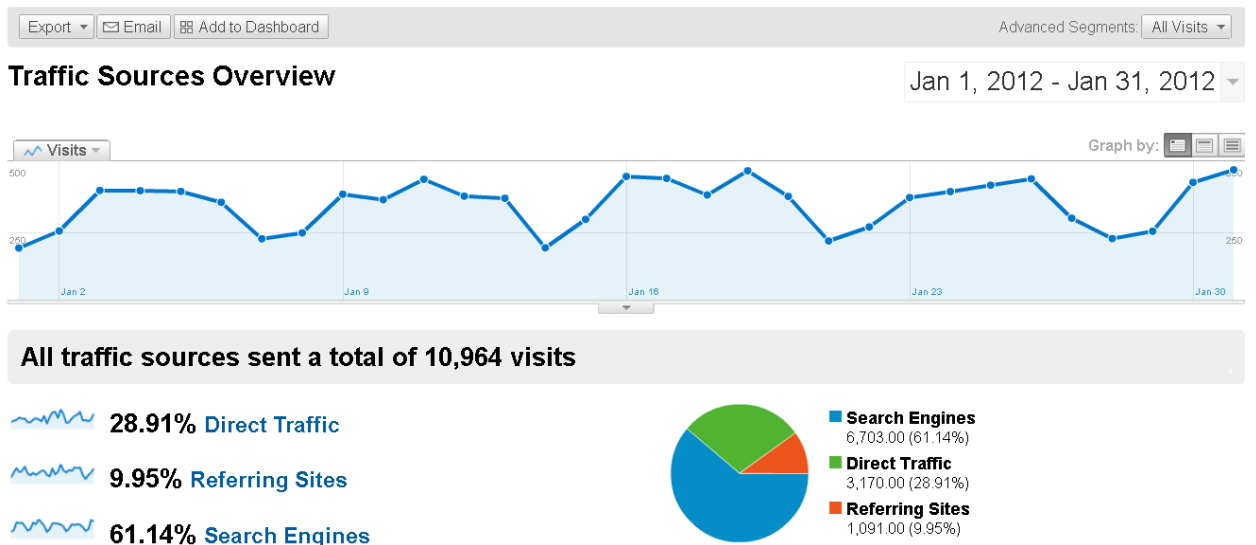 Export Email Add to Dashboard Advanced Segments: All Visits
Traffic Sources Overview
Jan 1, 2012 - Jan 31, 2012
Visits Graph by:
500 500
250 250
Jan 2 Jan 9 Jan 16 Jan 23 Jan 30
All traffic sources sent a total of 10,964 visits
28.91% Direct Traffic
9.95% Referring Sites
61.14% Search Engines
Search Engines
6,703.00 (61.14%)
Direct Traffic
3,170.00 (28.91%)
Referring Sites
1,091.00 (9.95%)